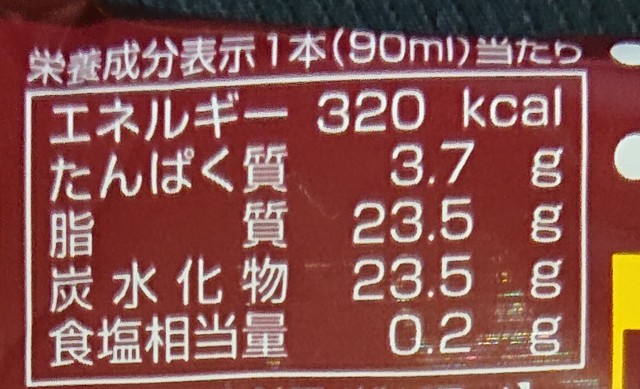 栄養成分表示1本(90ml)当たり
エネルギー 320 kcal
たんぱく質 3.7 g
脂質 23.5 g
炭水化物 23.5 g
食塩相当量 0.2 g